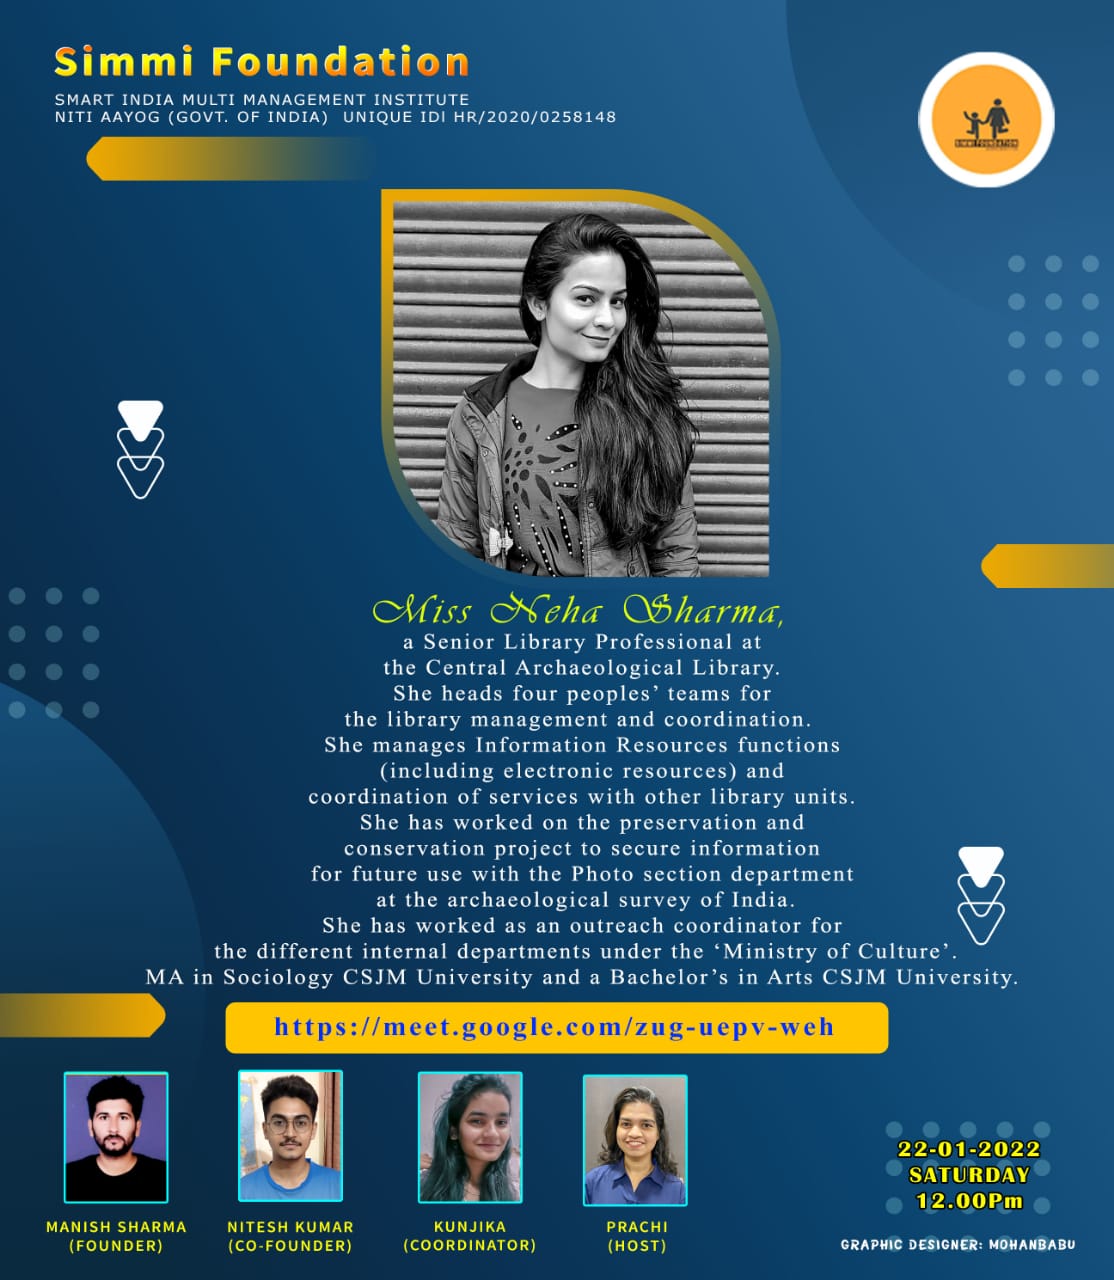 Simmi Foundation
SMART INDIA MULTI MANAGEMENT INSTITUTE
NITI AAYOG (GOVT. OF INDIA) UNIQUE ID| HR/2020/0258148
SIMMI FOUNDATION
Miss Neha Sharma,
a Senior Library Professional at
the Central Archaeological Library.
She heads four peoples’ teams for
the library management and coordination.
She manages Information Resources functions
(including electronic resources) and
coordination of services with other library units.
She has worked on the preservation and
conservation project to secure information
for future use with the Photo section department
at the archaeological survey of India.
She has worked as an outreach coordinator for
the different internal departments under the ‘Ministry of Culture’.
MA in Sociology CSJM University and a Bachelor’s in Arts CSJM University.
https://meet.google.com/zug-uepv-weh
MANISH SHARMA
(FOUNDER)
NITESH KUMAR
(CO-FOUNDER)
KUNJIKA
(COORDINATOR)
PRACHI
(HOST)
22-01-2022
SATURDAY
12.00Pm
GRAPHIC DESIGNER: MOHANBABU